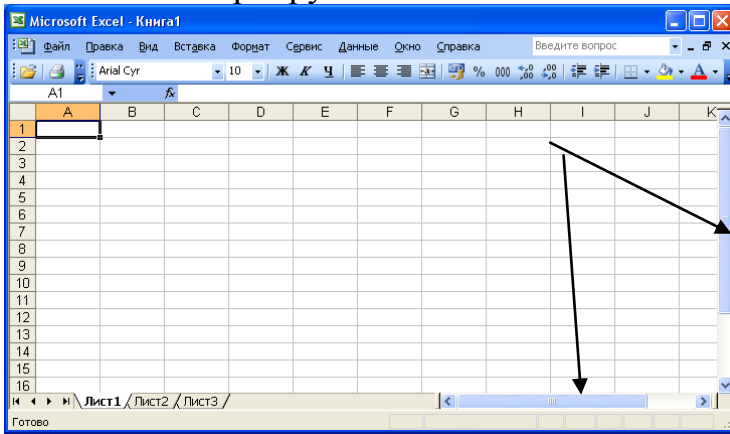 Microsoft Excel - Книга1
Файл Правка Вид Вставка Формат Сервис Данные Окно Справка Введите вопрос
Arial Cyr 10 Ж К Ч % 000
A1 fx
A B C D E F G H I J K
1
2
3
4
5
6
7
8
9
10
11
12
13
14
15
16
Лист1 Лист2 Лист3
Готово